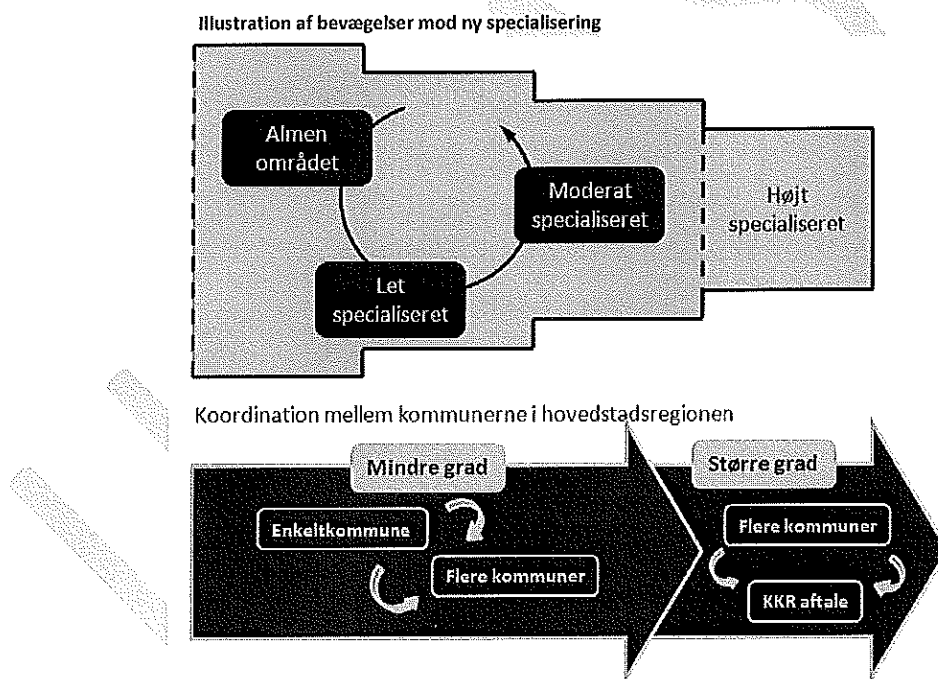 Illustration af bevægelser mod ny specialisering
Almen
området
Moderat
specialiseret
Højt
specialiseret
Let
specialiseret
Koordination mellem kommunerne i hovedstadsregionen
Mindre grad
Større grad
Enkeltkommune
Flere kommuner
Flere kommuner
KKR aftale